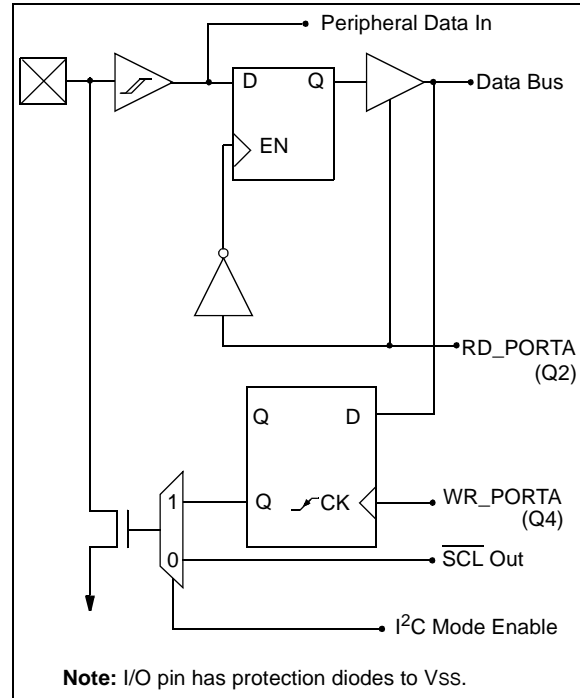 Peripheral Data In
D Q
Data Bus
EN
RD_PORTA
(Q2)
Q D
1
Q CK
WR_PORTA
(Q4)
0
S̅C̅L̅ Out
I²C Mode Enable
Note: I/O pin has protection diodes to VSS.